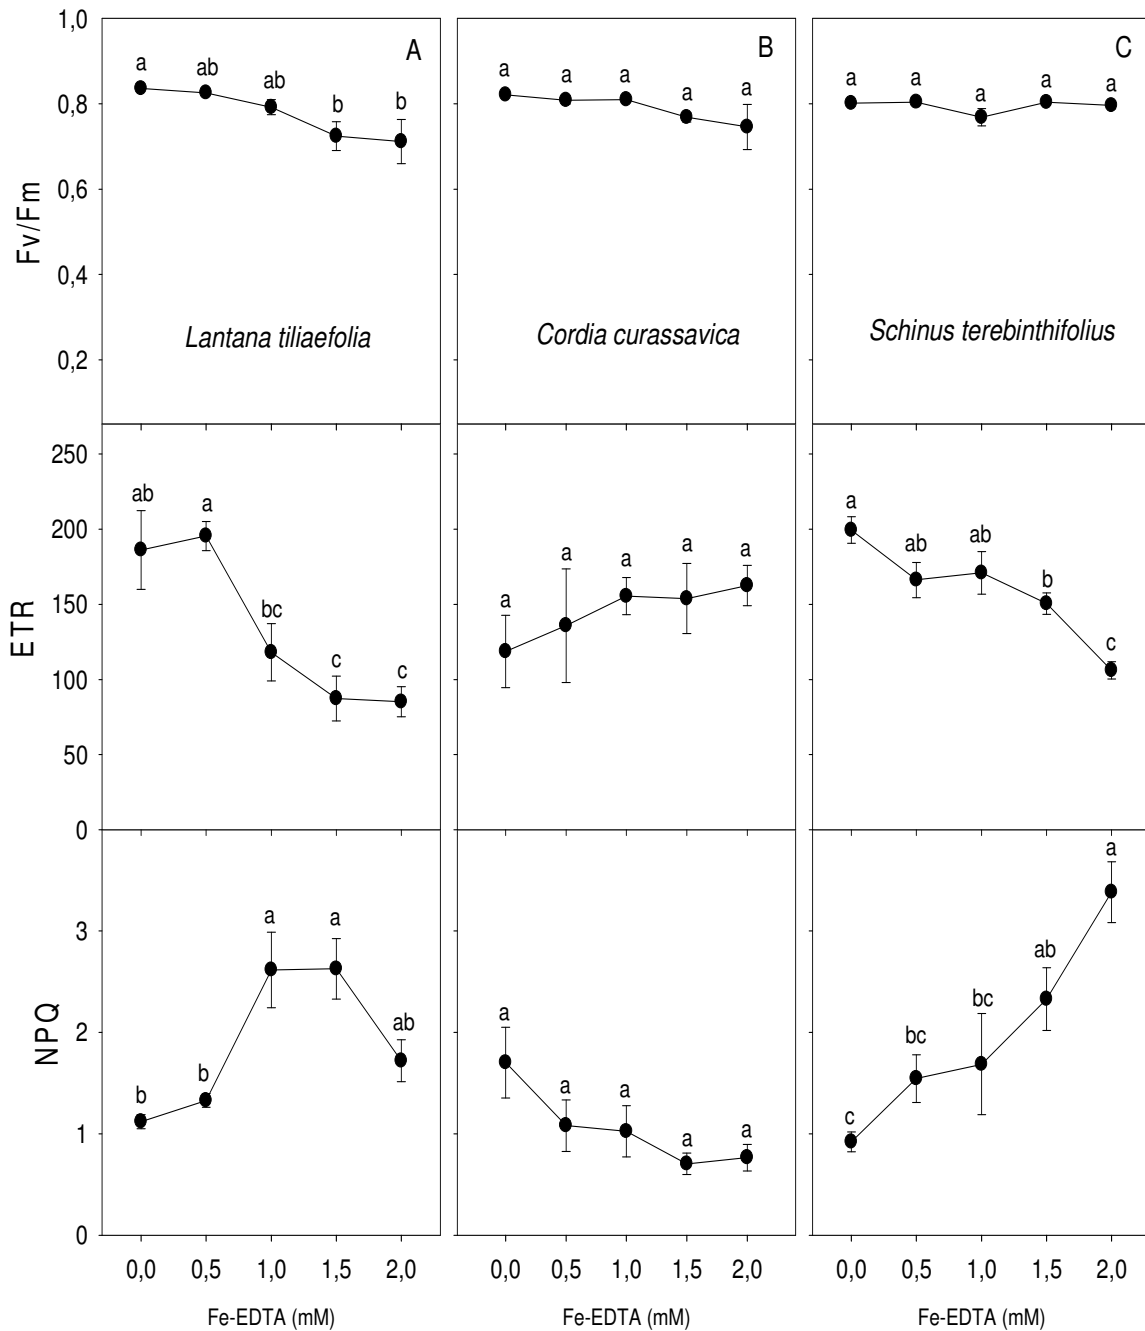 1,0
0,8
0,6
0,4
0,2
Fv/Fm
A
a
ab
ab
b
b
Lantana tiliaefolia
B
a
a
a
a
a
Cordia curassavica
C
a
a
a
a
a
Schinus terebinthifolius
250
200
150
100
50
0
ETR
ab
a
bc
c
c
a
a
a
a
a
a
ab
ab
b
c
3
2
1
0
NPQ
b
b
a
a
ab
a
a
a
a
a
c
bc
bc
ab
a
0,0 0,5 1,0 1,5 2,0
0,0 0,5 1,0 1,5 2,0
0,0 0,5 1,0 1,5 2,0
Fe-EDTA (mM)
Fe-EDTA (mM)
Fe-EDTA (mM)